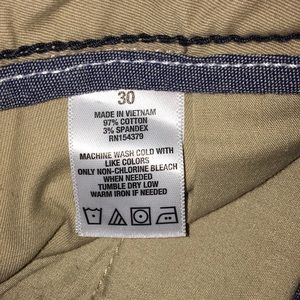 30
MADE IN VIETNAM
97% COTTON
3% SPANDEX
RN154379
MACHINE WASH COLD WITH
LIKE COLORS
ONLY NON-CHLORINE BLEACH
WHEN NEEDED
TUMBLE DRY LOW
WARM IRON IF NEEDED